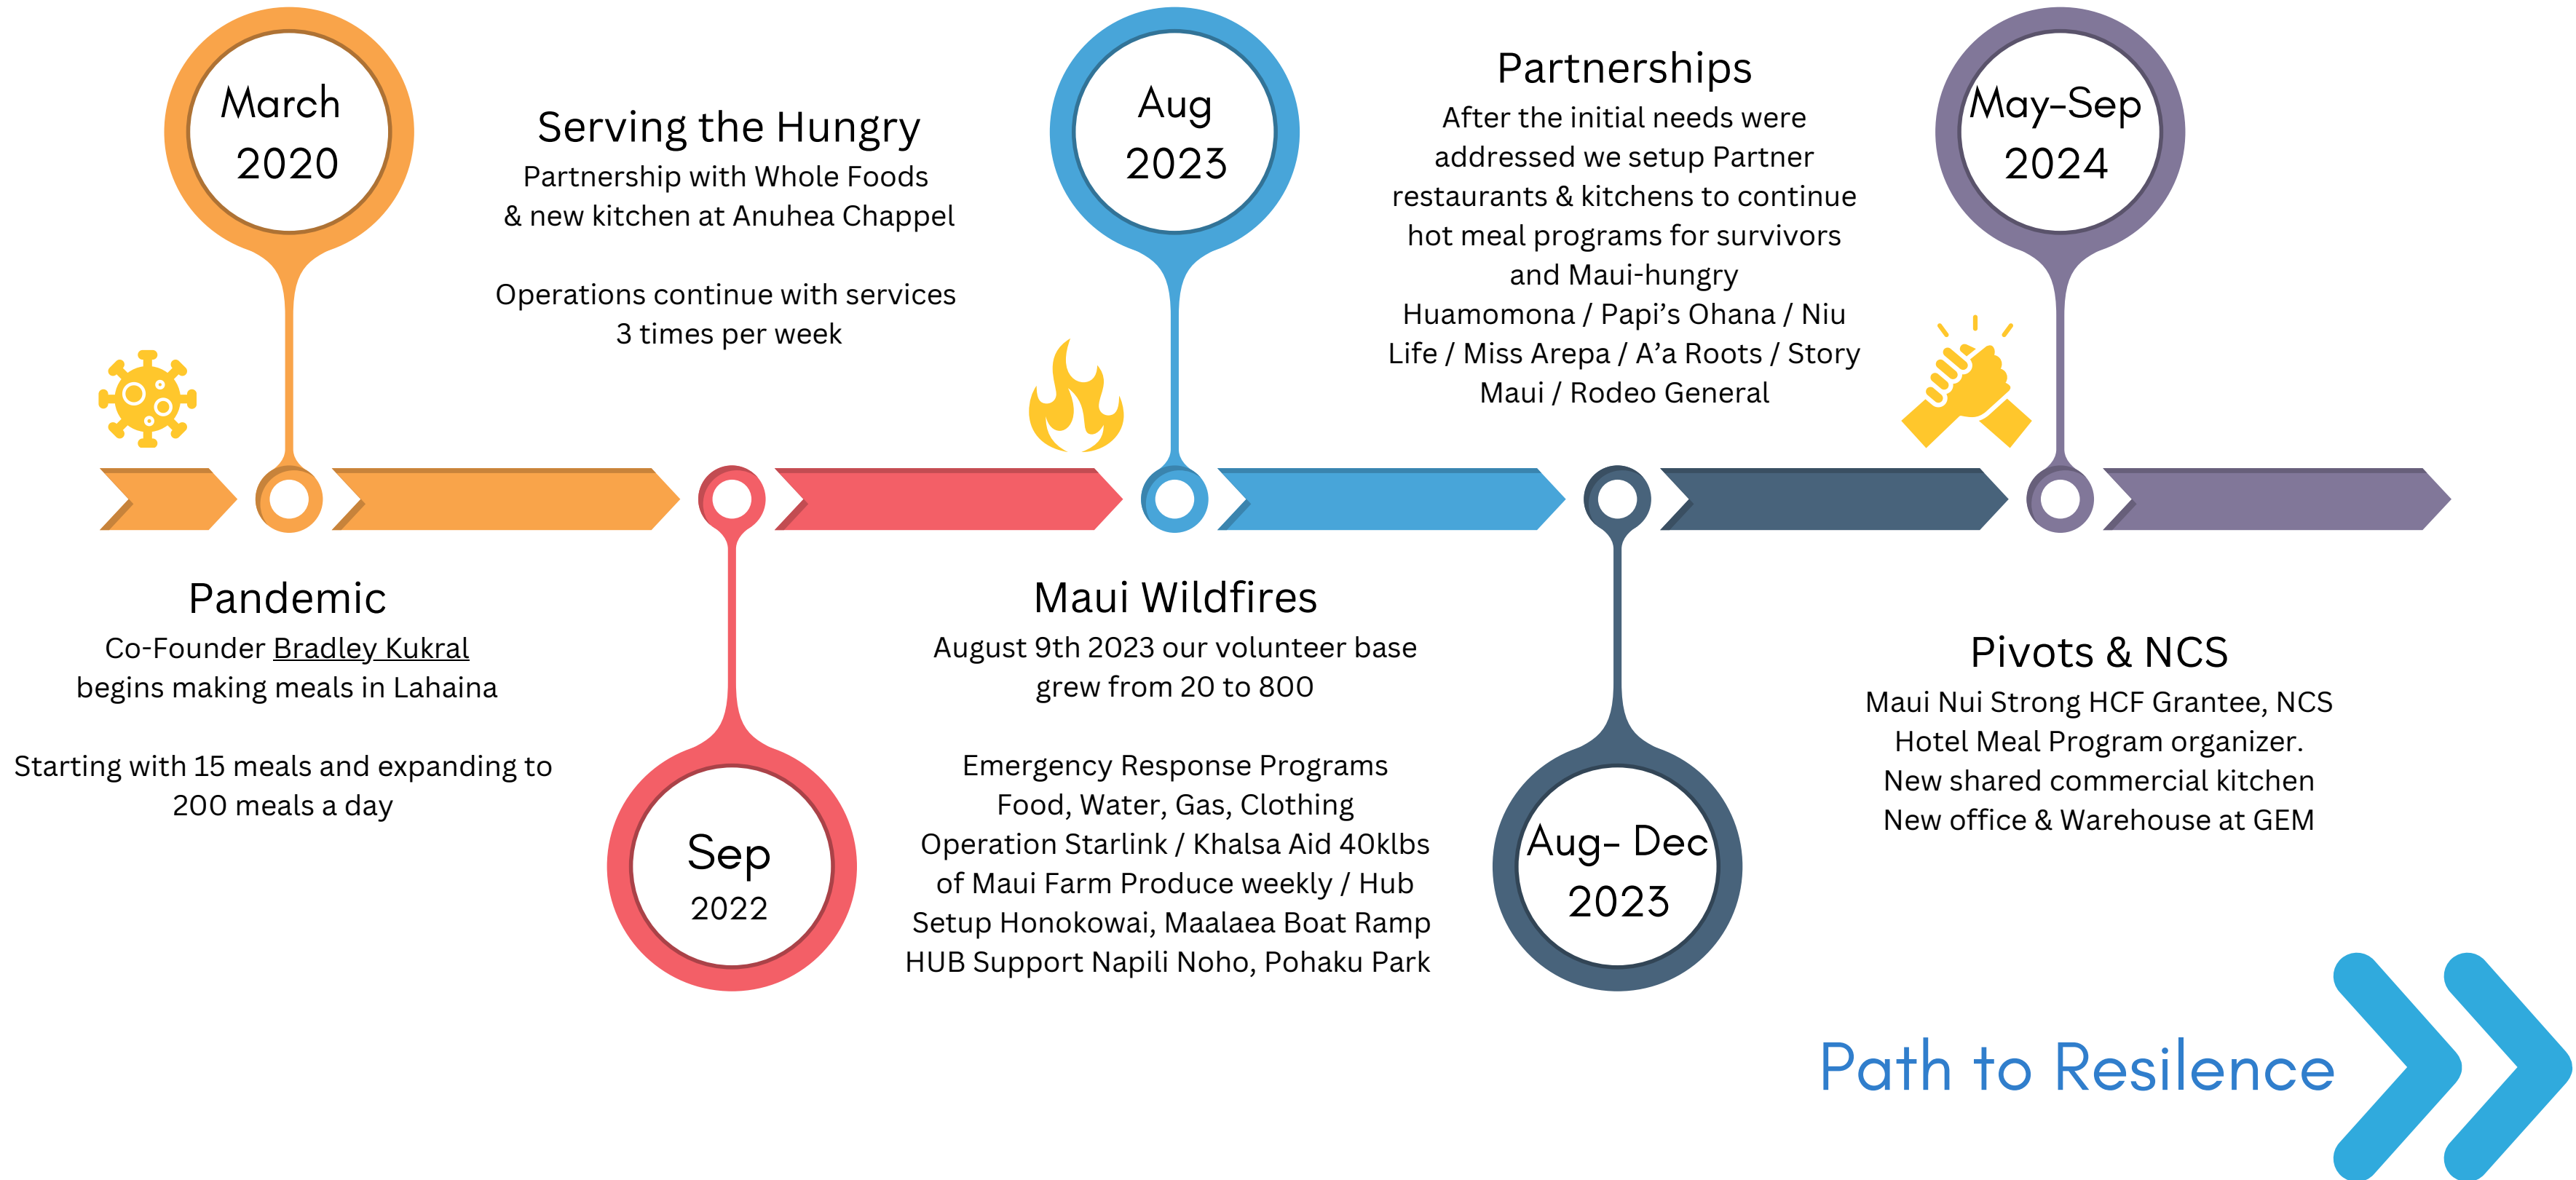 March
2020
Pandemic
Co-Founder Bradley Kukral
begins making meals in Lahaina
Starting with 15 meals and expanding to
200 meals a day
Serving the Hungry
Partnership with Whole Foods
& new kitchen at Anuhea Chappel
Operations continue with services
3 times per week
Sep
2022
Aug
2023
Maui Wildfires
August 9th 2023 our volunteer base
grew from 20 to 800
Emergency Response Programs
Food, Water, Gas, Clothing
Operation Starlink / Khalsa Aid 40klbs
of Maui Farm Produce weekly / Hub
Setup Honokowai, Maalaea Boat Ramp
HUB Support Napili Noho, Pohaku Park
Partnerships
After the initial needs were
addressed we setup Partner
restaurants & kitchens to continue
hot meal programs for survivors
and Maui-hungry
Huamomona / Papi’s Ohana / Niu
Life / Miss Arepa / A’a Roots / Story
Maui / Rodeo General
Aug- Dec
2023
May-Sep
2024
Pivots & NCS
Maui Nui Strong HCF Grantee, NCS
Hotel Meal Program organizer.
New shared commercial kitchen
New office & Warehouse at GEM
Path to Resilence